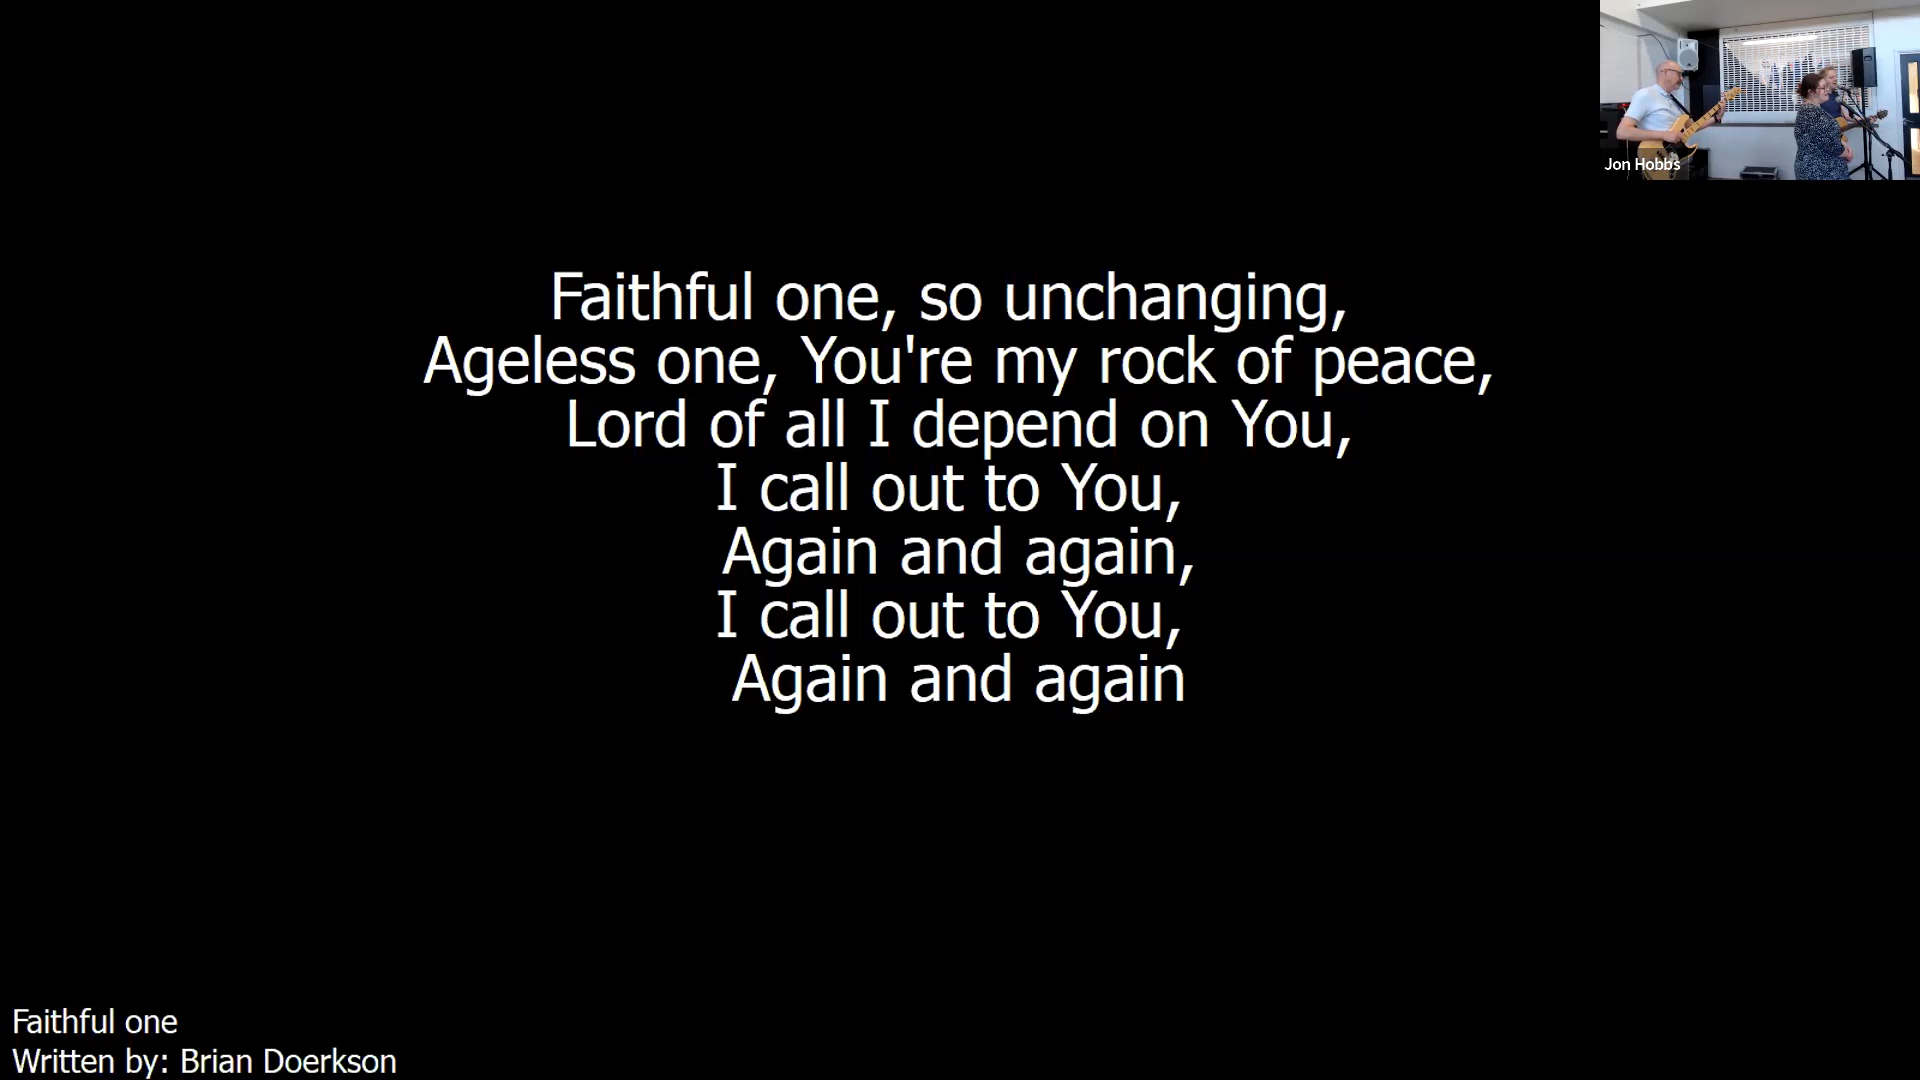 Jon Hobbs
Faithful one, so unchanging,
Ageless one, You're my rock of peace,
Lord of all I depend on You,
I call out to You,
Again and again,
I call out to You,
Again and again
Faithful one
Written by: Brian Doerkson